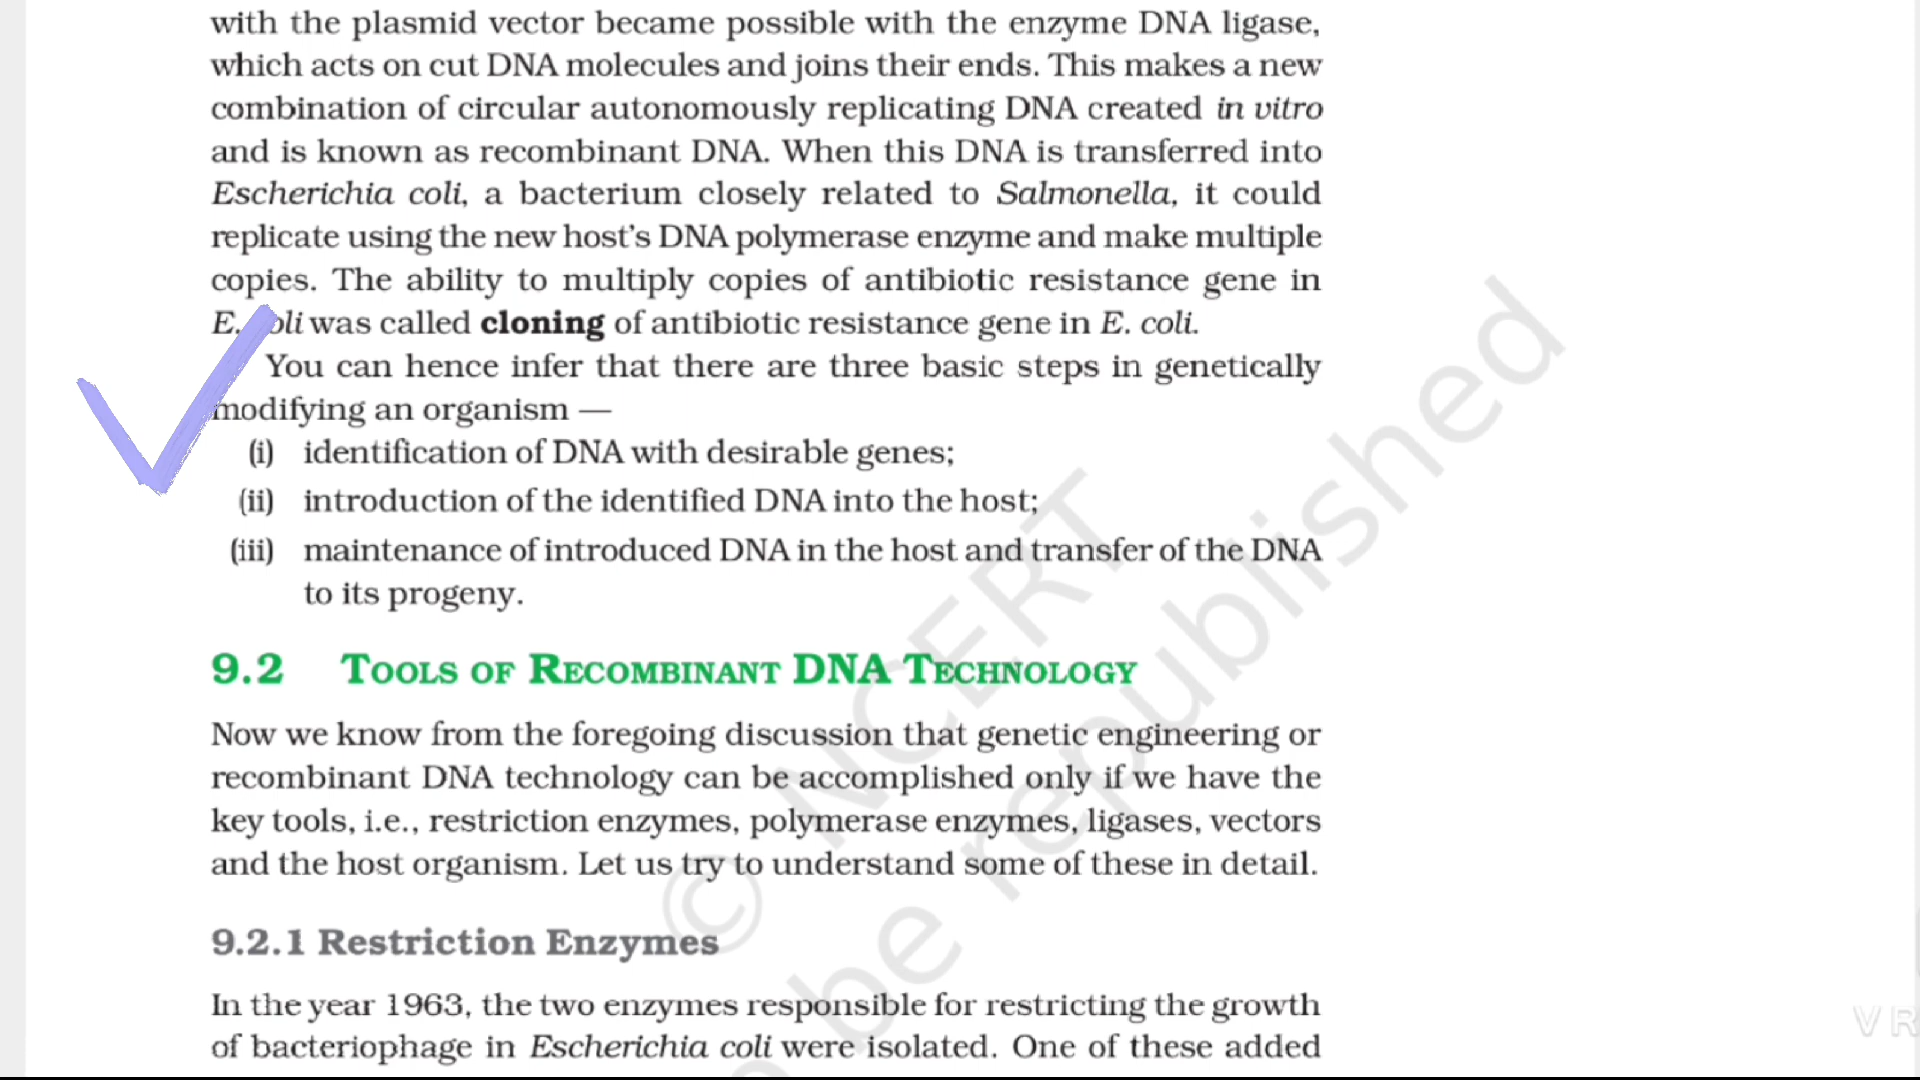 with the plasmid vector became possible with the enzyme DNA ligase,
which acts on cut DNA molecules and joins their ends. This makes a new
combination of circular autonomously replicating DNA created in vitro
and is known as recombinant DNA. When this DNA is transferred into
Escherichia coli, a bacterium closely related to Salmonella, it could
replicate using the new host's DNA polymerase enzyme and make multiple
copies. The ability to multiply copies of antibiotic resistance gene in
E. coli was called cloning of antibiotic resistance gene in E. coli.
You can hence infer that there are three basic steps in genetically
modifying an organism —
(i) identification of DNA with desirable genes;
(ii) introduction of the identified DNA into the host;
(iii) maintenance of introduced DNA in the host and transfer of the DNA
to its progeny.
9.2 TOOLS OF RECOMBINANT DNA TECHNOLOGY
Now we know from the foregoing discussion that genetic engineering or
recombinant DNA technology can be accomplished only if we have the
key tools, i.e., restriction enzymes, polymerase enzymes, ligases, vectors
and the host organism. Let us try to understand some of these in detail.
9.2.1 Restriction Enzymes
In the year 1963, the two enzymes responsible for restricting the growth
of bacteriophage in Escherichia coli were isolated. One of these added
© NCERT
be republished
VR